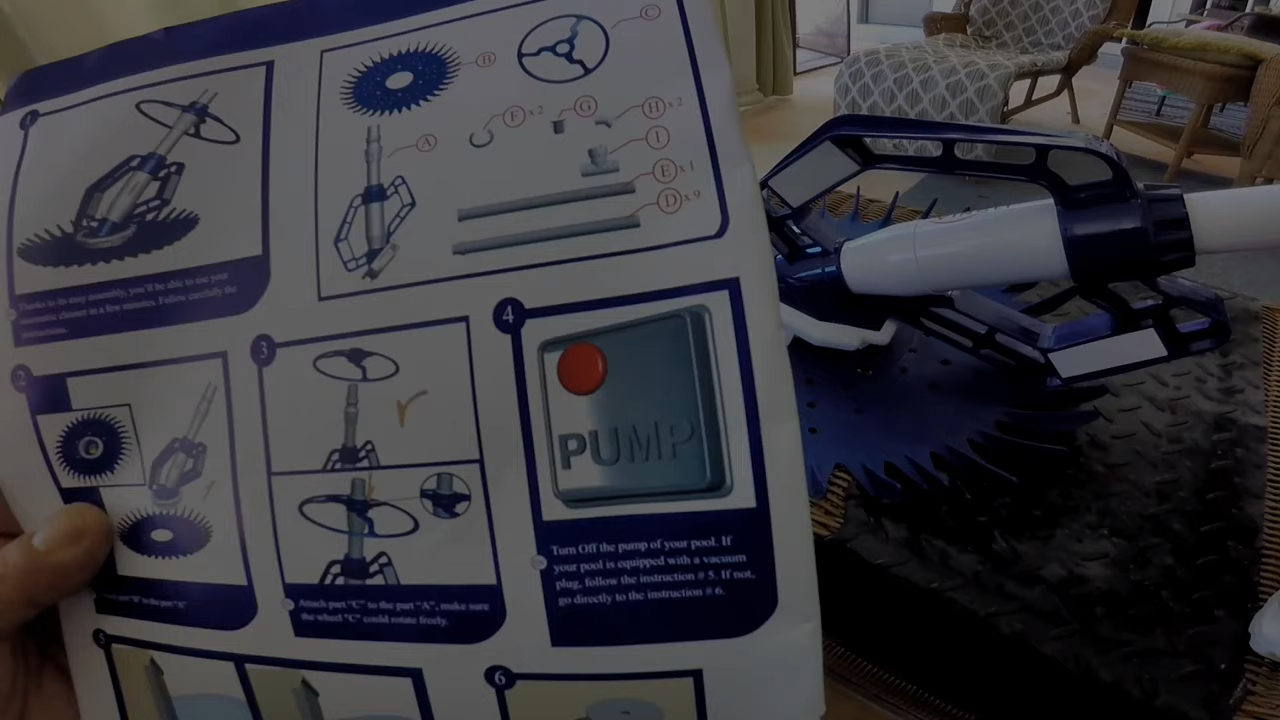 1
C
B
F x 2
G
H x 2
A
I
E x 1
D x 9
Thanks to its easy assembly, you'll be able to use your
automatic cleaner in a few minutes. Follow carefully the
instructions.
2
3
4
PUMP
Turn Off the pump of your pool. If
your pool is equipped with a vacuum
plug, follow the instruction # 5. If not,
go directly to the instruction # 6.
"B" to the part "A"
Attach part "C" to the part "A", make sure
the wheel "C" could rotate freely.
5
6